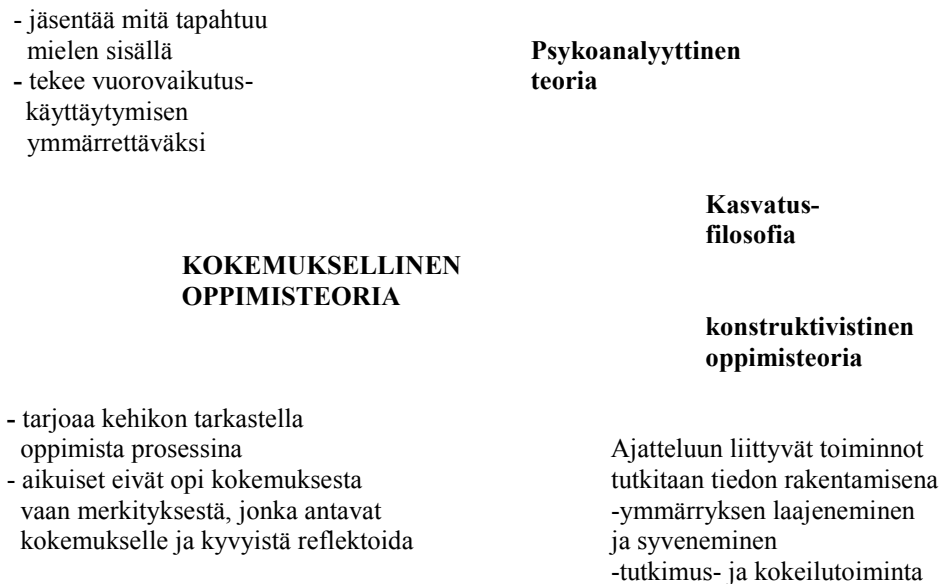 - jäsentää mitä tapahtuu
mielen sisällä
- tekee vuorovaikutus-
käyttäytymisen
ymmärrettäväksi
Psykoanalyyttinen
teoria
Kasvatus-
filosofia
KOKEMUKSELLINEN
OPPIMISTEORIA
konstruktivistinen
oppimisteoria
- tarjoaa kehikon tarkastella
oppimista prosessina
- aikuiset eivät opi kokemuksesta
vaan merkityksestä, jonka antavat
kokemukselle ja kyvyistä reflektoida
Ajatteluun liittyvät toiminnot
tutkitaan tiedon rakentamisena
-ymmärryksen laajeneminen
ja syveneminen
-tutkimus- ja kokeilutoiminta